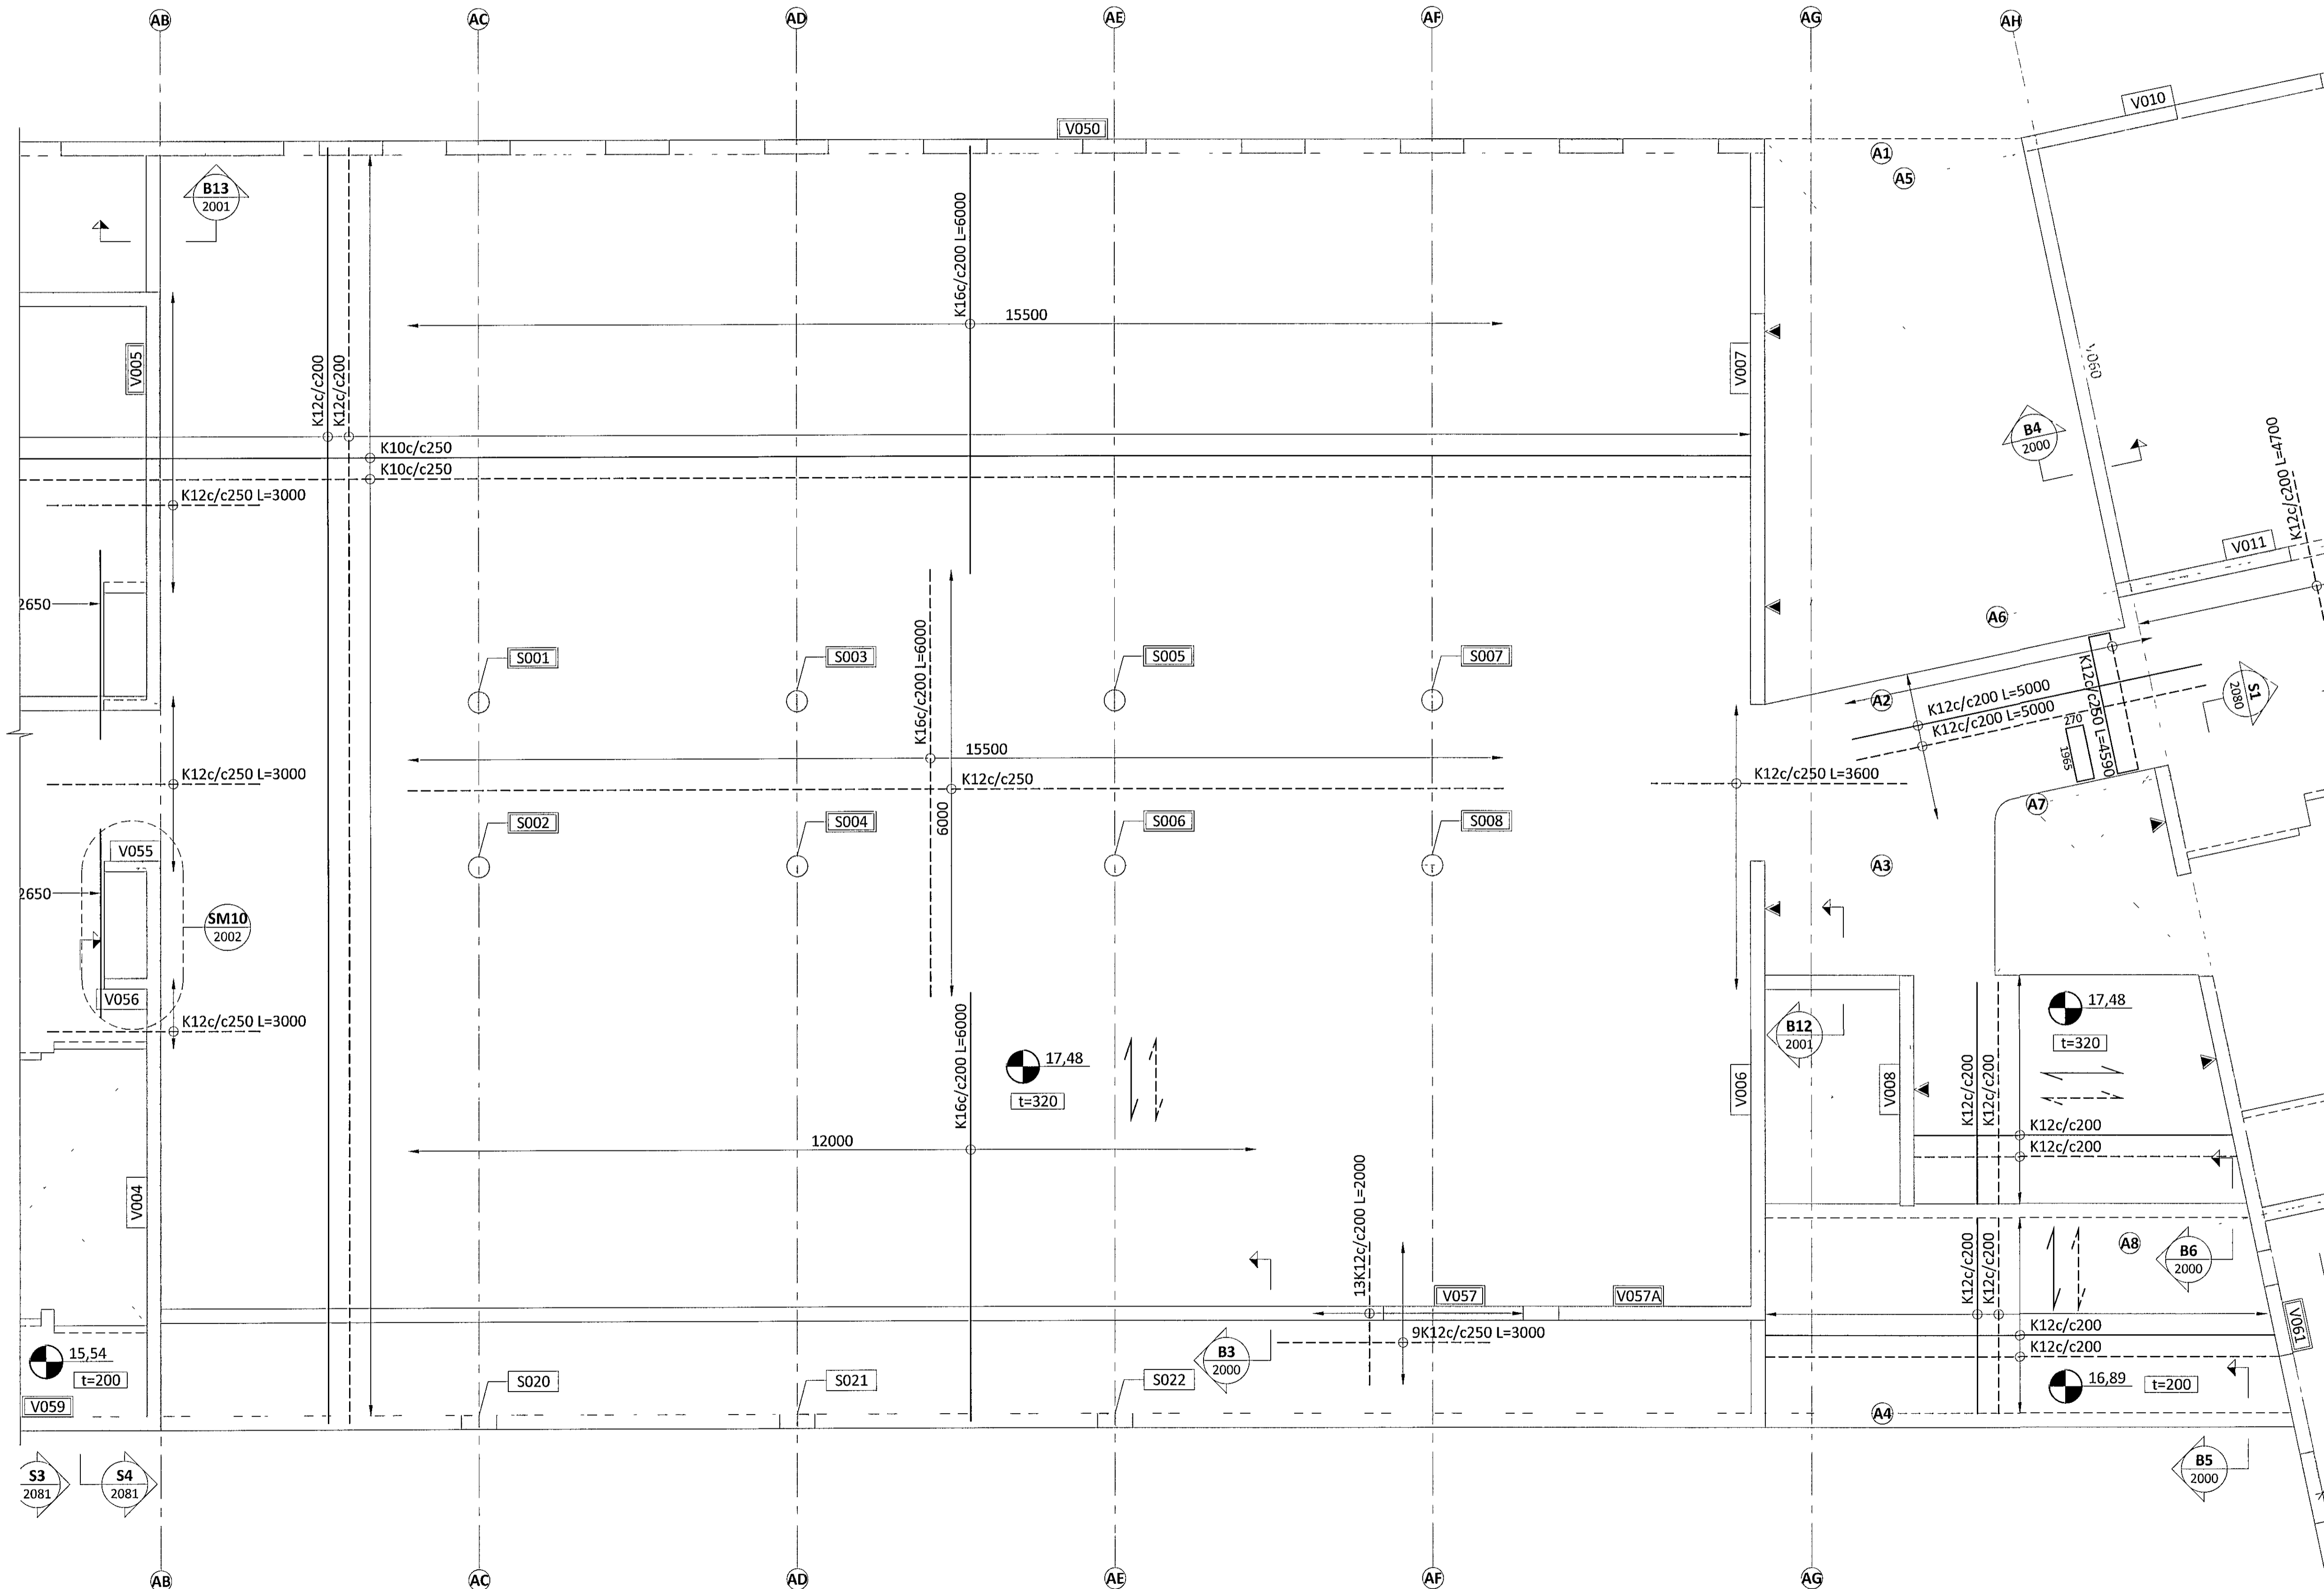 AB
AC
AD
AE
AF
AG
AH
V010
V050
A1
A5
B13
2001
K16c/c200 L=6000
15500
V005
K12c/c200
K12c/c200
V007
V060
B4
2000
K12c/c200 L=4700
K10c/c250
K10c/c250
K12c/c250 L=3000
V011
2650
A6
S001
S003
S005
S007
K16c/c200 L=6000
A2
K12c/c200 L=5000
K12c/c200 L=5000
K12c/c250 L=4590
270
1965
S1
2080
15500
K12c/c250
K12c/c250 L=3000
K12c/c250 L=3600
6000
A7
S002
S004
S006
S008
V055
A3
2650
SM10
2002
V056
K12c/c250 L=3000
K16c/c200 L=6000
17,48
t=320
B12
2001
17,48
t=320
V006
V008
K12c/c200
K12c/c200
K12c/c200
K12c/c200
12000
V004
13K12c/c200 L=2000
A8
B6
2000
K12c/c200
K12c/c200
V057
V057A
K12c/c200
K12c/c200
V061
9K12c/c250 L=3000
B3
2000
15,54
t=200
S020
S021
S022
16,89
t=200
V059
A4
S3
2081
S4
2081
B5
2000
AB
AC
AD
AE
AF
AG